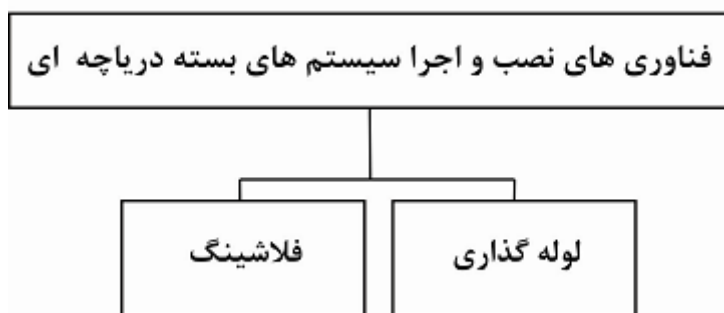 فناوری های نصب و اجرا سیستم های بسته دریاچه ای
لوله گذاری
فلاشینگ